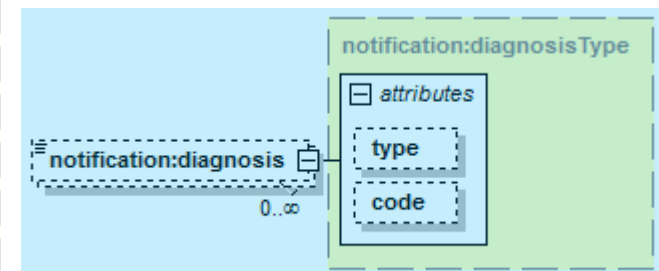 notification:diagnosisType
attributes
notification:diagnosis
type
code
0..∞